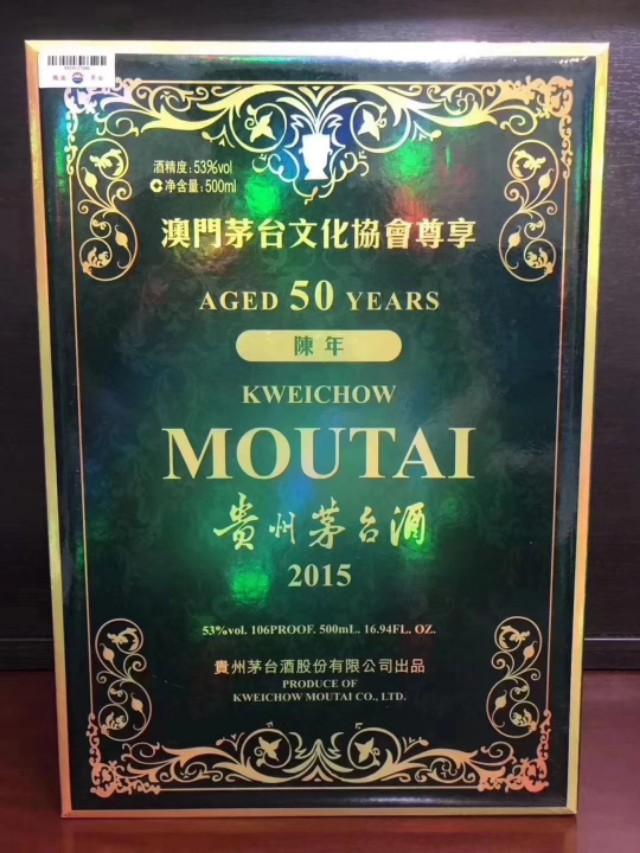 酒精度:53%vol
净含量:500ml
澳門茅台文化協會尊享
AGED 50 YEARS
陳年
KWEICHOW
MOUTAI
貴州茅台酒
2015
53%vol. 106PROOF. 500mL. 16.94FL. OZ.
貴州茅台酒股份有限公司出品
PRODUCE OF
KWEICHOW MOUTAI CO., LTD.